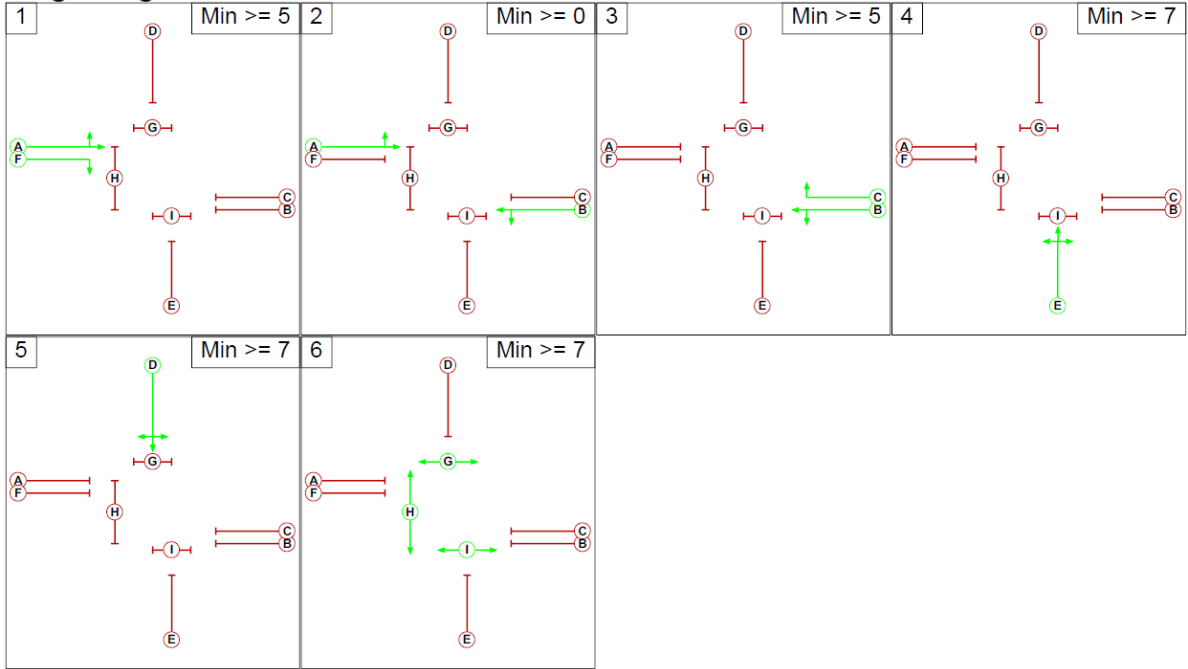 1 Min >= 5 2 Min >= 0 3 Min >= 5 4 Min >= 7
D D D D
G G G G
A A A A
F F F F
H H H H
C C C C
B B B B
I I I I
E E E E
5 Min >= 7 6 Min >= 7
D D
G G
A A
F F
H H
C C
B B
I I
E E